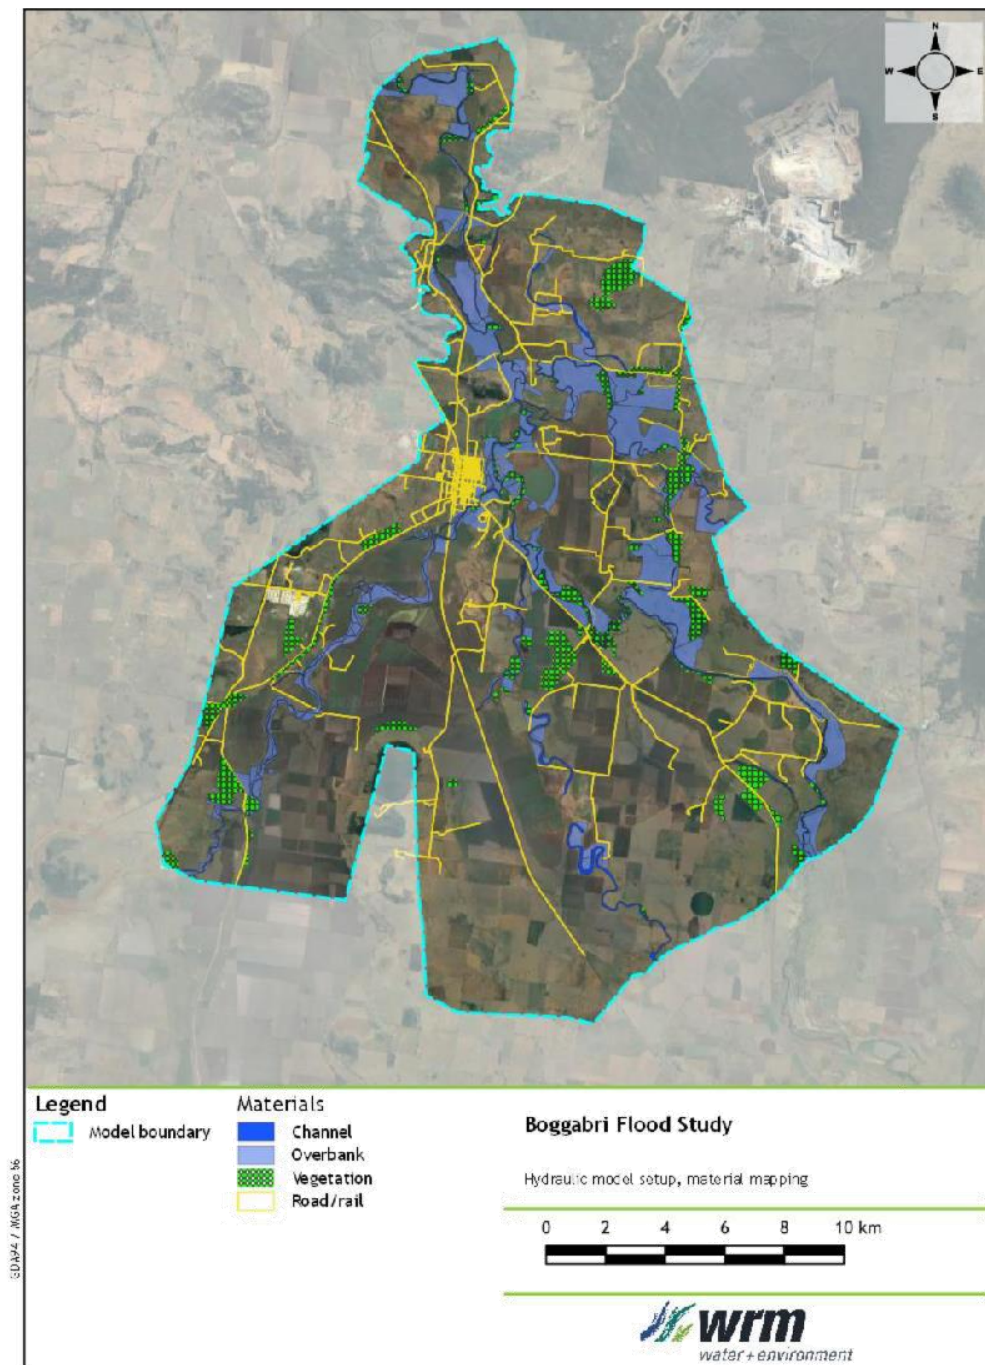 N
W E
S
Legend
Model boundary
Materials
Channel
Overbank
Vegetation
Road/rail
Boggabri Flood Study
Hydraulic model setup, material mapping
0 2 4 6 8 10 km
GDA94 / MGA zone 56
wrm
water + environment